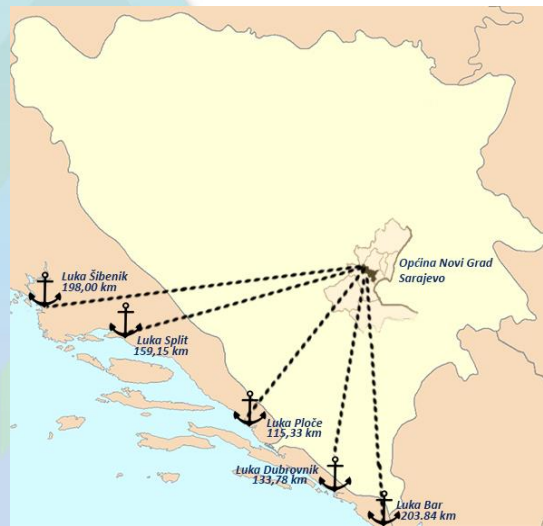 Općina Novi Grad
Sarajevo
Luka Šibenik
198,00 km
Luka Split
159,15 km
Luka Ploče
115,33 km
Luka Dubrovnik
133,78 km
Luka Bar
203.84 km